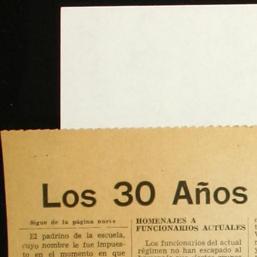 Los 30 Años
Sigue de la página nueve
El padrino de la escuela,
cuyo nombre le fue impues-
to en el momento en que
HOMENAJES A
FUNCIONARIOS ACTUALES
Los funcionarios del actual
régimen no han escapado al